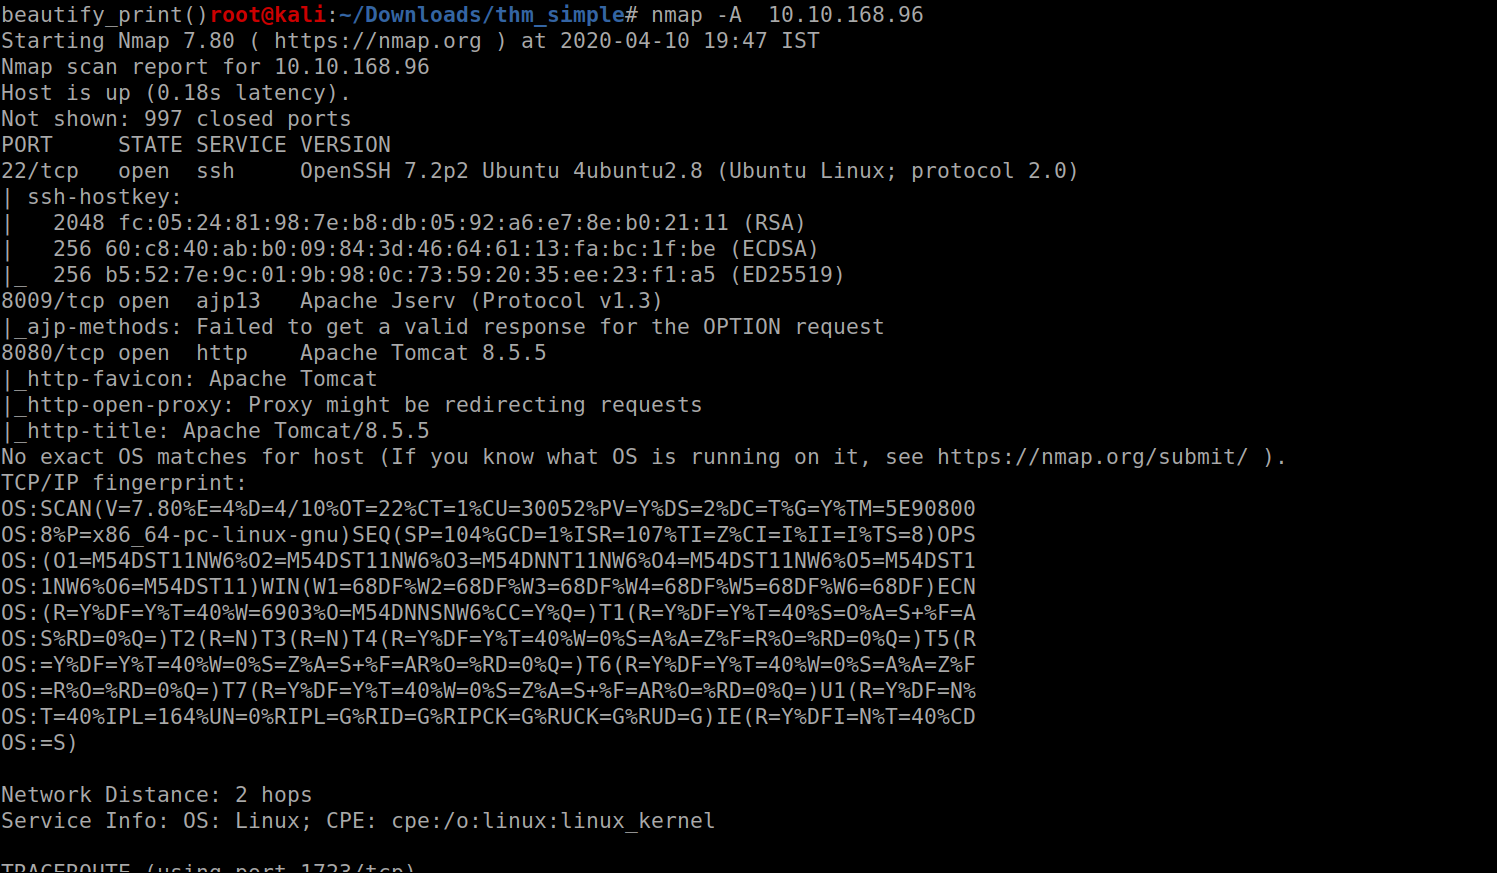 beautify_print()root@kali:~/Downloads/thm_simple# nmap -A  10.10.168.96
Starting Nmap 7.80 ( https://nmap.org ) at 2020-04-10 19:47 IST
Nmap scan report for 10.10.168.96
Host is up (0.18s latency).
Not shown: 997 closed ports
PORT     STATE SERVICE VERSION
22/tcp   open  ssh     OpenSSH 7.2p2 Ubuntu 4ubuntu2.8 (Ubuntu Linux; protocol 2.0)
| ssh-hostkey:
|   2048 fc:05:24:81:98:7e:b8:db:05:92:a6:e7:8e:b0:21:11 (RSA)
|   256 60:c8:40:ab:b0:09:84:3d:46:64:61:13:fa:bc:1f:be (ECDSA)
|_  256 b5:52:7e:9c:01:9b:98:0c:73:59:20:35:ee:23:f1:a5 (ED25519)
8009/tcp open  ajp13   Apache Jserv (Protocol v1.3)
|_ajp-methods: Failed to get a valid response for the OPTION request
8080/tcp open  http    Apache Tomcat 8.5.5
|_http-favicon: Apache Tomcat
|_http-open-proxy: Proxy might be redirecting requests
|_http-title: Apache Tomcat/8.5.5
No exact OS matches for host (If you know what OS is running on it, see https://nmap.org/submit/ ).
TCP/IP fingerprint:
OS:SCAN(V=7.80%E=4%D=4/10%OT=22%CT=1%CU=30052%PV=Y%DS=2%DC=T%G=Y%TM=5E90800
OS:8%P=x86_64-pc-linux-gnu)SEQ(SP=104%GCD=1%ISR=107%TI=Z%CI=I%II=I%TS=8)OPS
OS:(O1=M54DST11NW6%O2=M54DST11NW6%O3=M54DNNT11NW6%O4=M54DST11NW6%O5=M54DST1
OS:1NW6%O6=M54DST11)WIN(W1=68DF%W2=68DF%W3=68DF%W4=68DF%W5=68DF%W6=68DF)ECN
OS:(R=Y%DF=Y%T=40%W=6903%O=M54DNNSNW6%CC=Y%Q=)T1(R=Y%DF=Y%T=40%S=O%A=S+%F=A
OS:S%RD=0%Q=)T2(R=N)T3(R=N)T4(R=Y%DF=Y%T=40%W=0%S=A%A=Z%F=R%O=%RD=0%Q=)T5(R
OS:=Y%DF=Y%T=40%W=0%S=Z%A=S+%F=AR%O=%RD=0%Q=)T6(R=Y%DF=Y%T=40%W=0%S=A%A=Z%F
OS:=R%O=%RD=0%Q=)T7(R=Y%DF=Y%T=40%W=0%S=Z%A=S+%F=AR%O=%RD=0%Q=)U1(R=Y%DF=N%
OS:T=40%IPL=164%UN=0%RIPL=G%RID=G%RIPCK=G%RUCK=G%RUD=G)IE(R=Y%DFI=N%T=40%CD
OS:=S)
Network Distance: 2 hops
Service Info: OS: Linux; CPE: cpe:/o:linux:linux_kernel
TRACEROUTE (using port 1723/tcp)